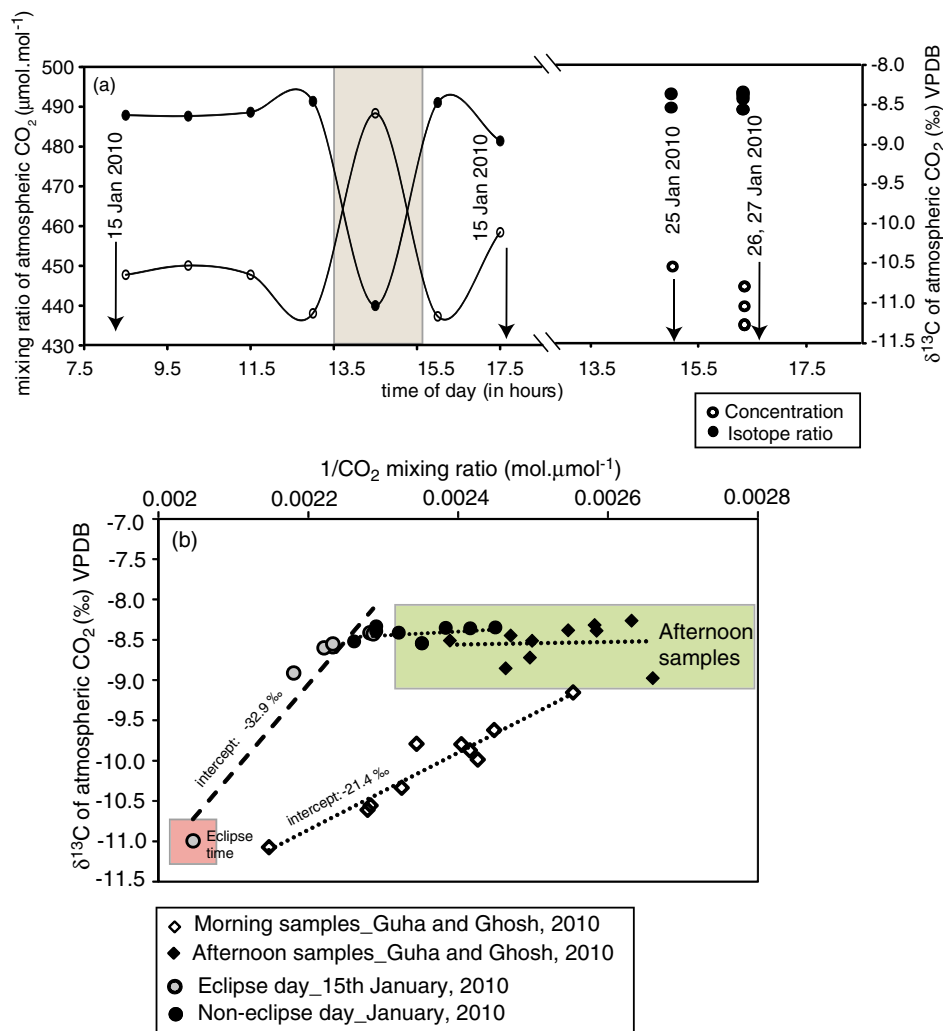 (a)
mixing ratio of atmospheric CO2 (μmol.mol-1)
500
490
480
470
460
450
440
430
15 Jan 2010
15 Jan 2010
25 Jan 2010
26, 27 Jan 2010
-8.0
-8.5
-9.0
-9.5
-10.0
-10.5
-11.0
-11.5
δ13C of atmospheric CO2 (‰) VPDB
7.5 9.5 11.5 13.5 15.5 17.5 13.5 15.5 17.5
time of day (in hours)
Concentration
Isotope ratio
1/CO2 mixing ratio (mol.μmol-1)
0.002 0.00222 0.00244 0.00266 0.00288
(b)
δ13C of atmospheric CO2 (‰) VPDB
-7.0
-7.5
-8.0
-8.5
-9.0
-9.5
-10.0
-10.5
-11.0
-11.5
Afternoon
samples
intercept: -32.9 ‰
intercept:-21.4 ‰
Eclipse
time
Morning samples_Guha and Ghosh, 2010
Afternoon samples_Guha and Ghosh, 2010
Eclipse day_15th January, 2010
Non-eclipse day_January, 2010